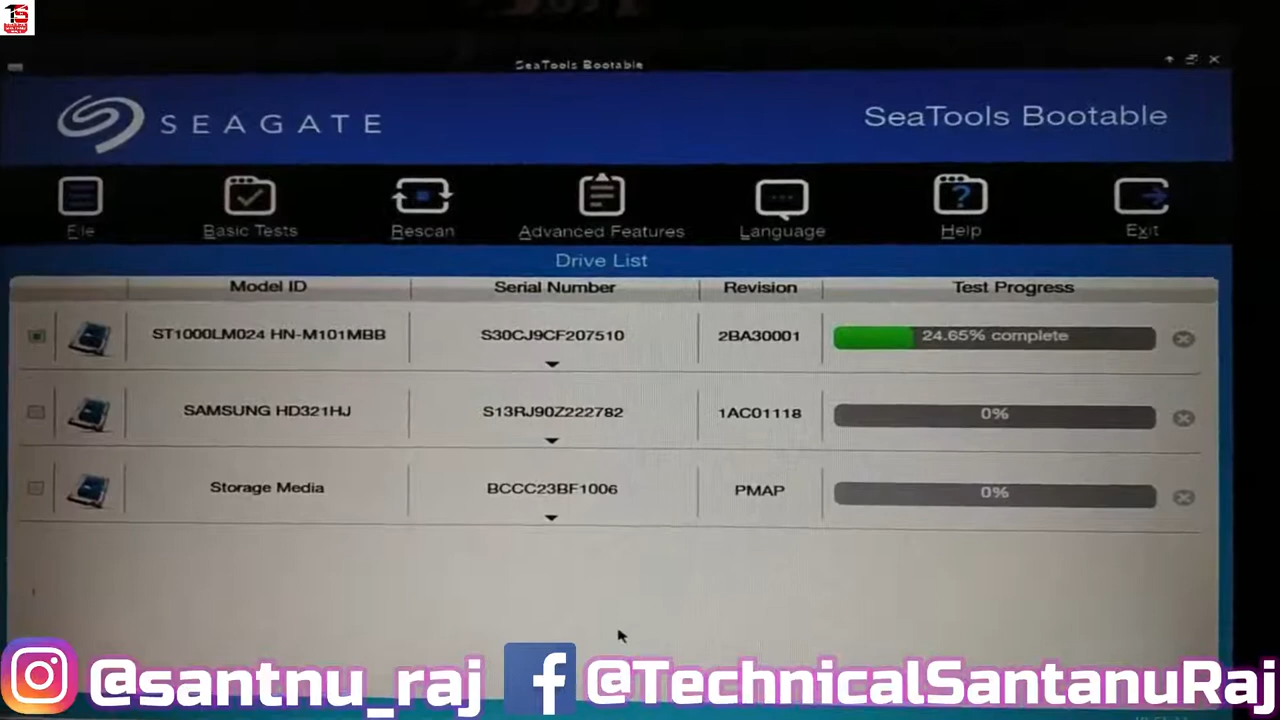 SeaTools Bootable
SEAGATE
SeaTools Bootable
File Basic Tests Rescan Advanced Features Language Help Exit
Drive List
Model ID Serial Number Revision Test Progress
ST1000LM024 HN-M101MBB S30CJ9CF207510 2BA30001 24.65% complete
SAMSUNG HD321HJ S13RJ90Z222782 1AC01118 0%
Storage Media BCCC23BF1006 PMAP 0%
@santnu_raj @TechnicalSantanuRaj